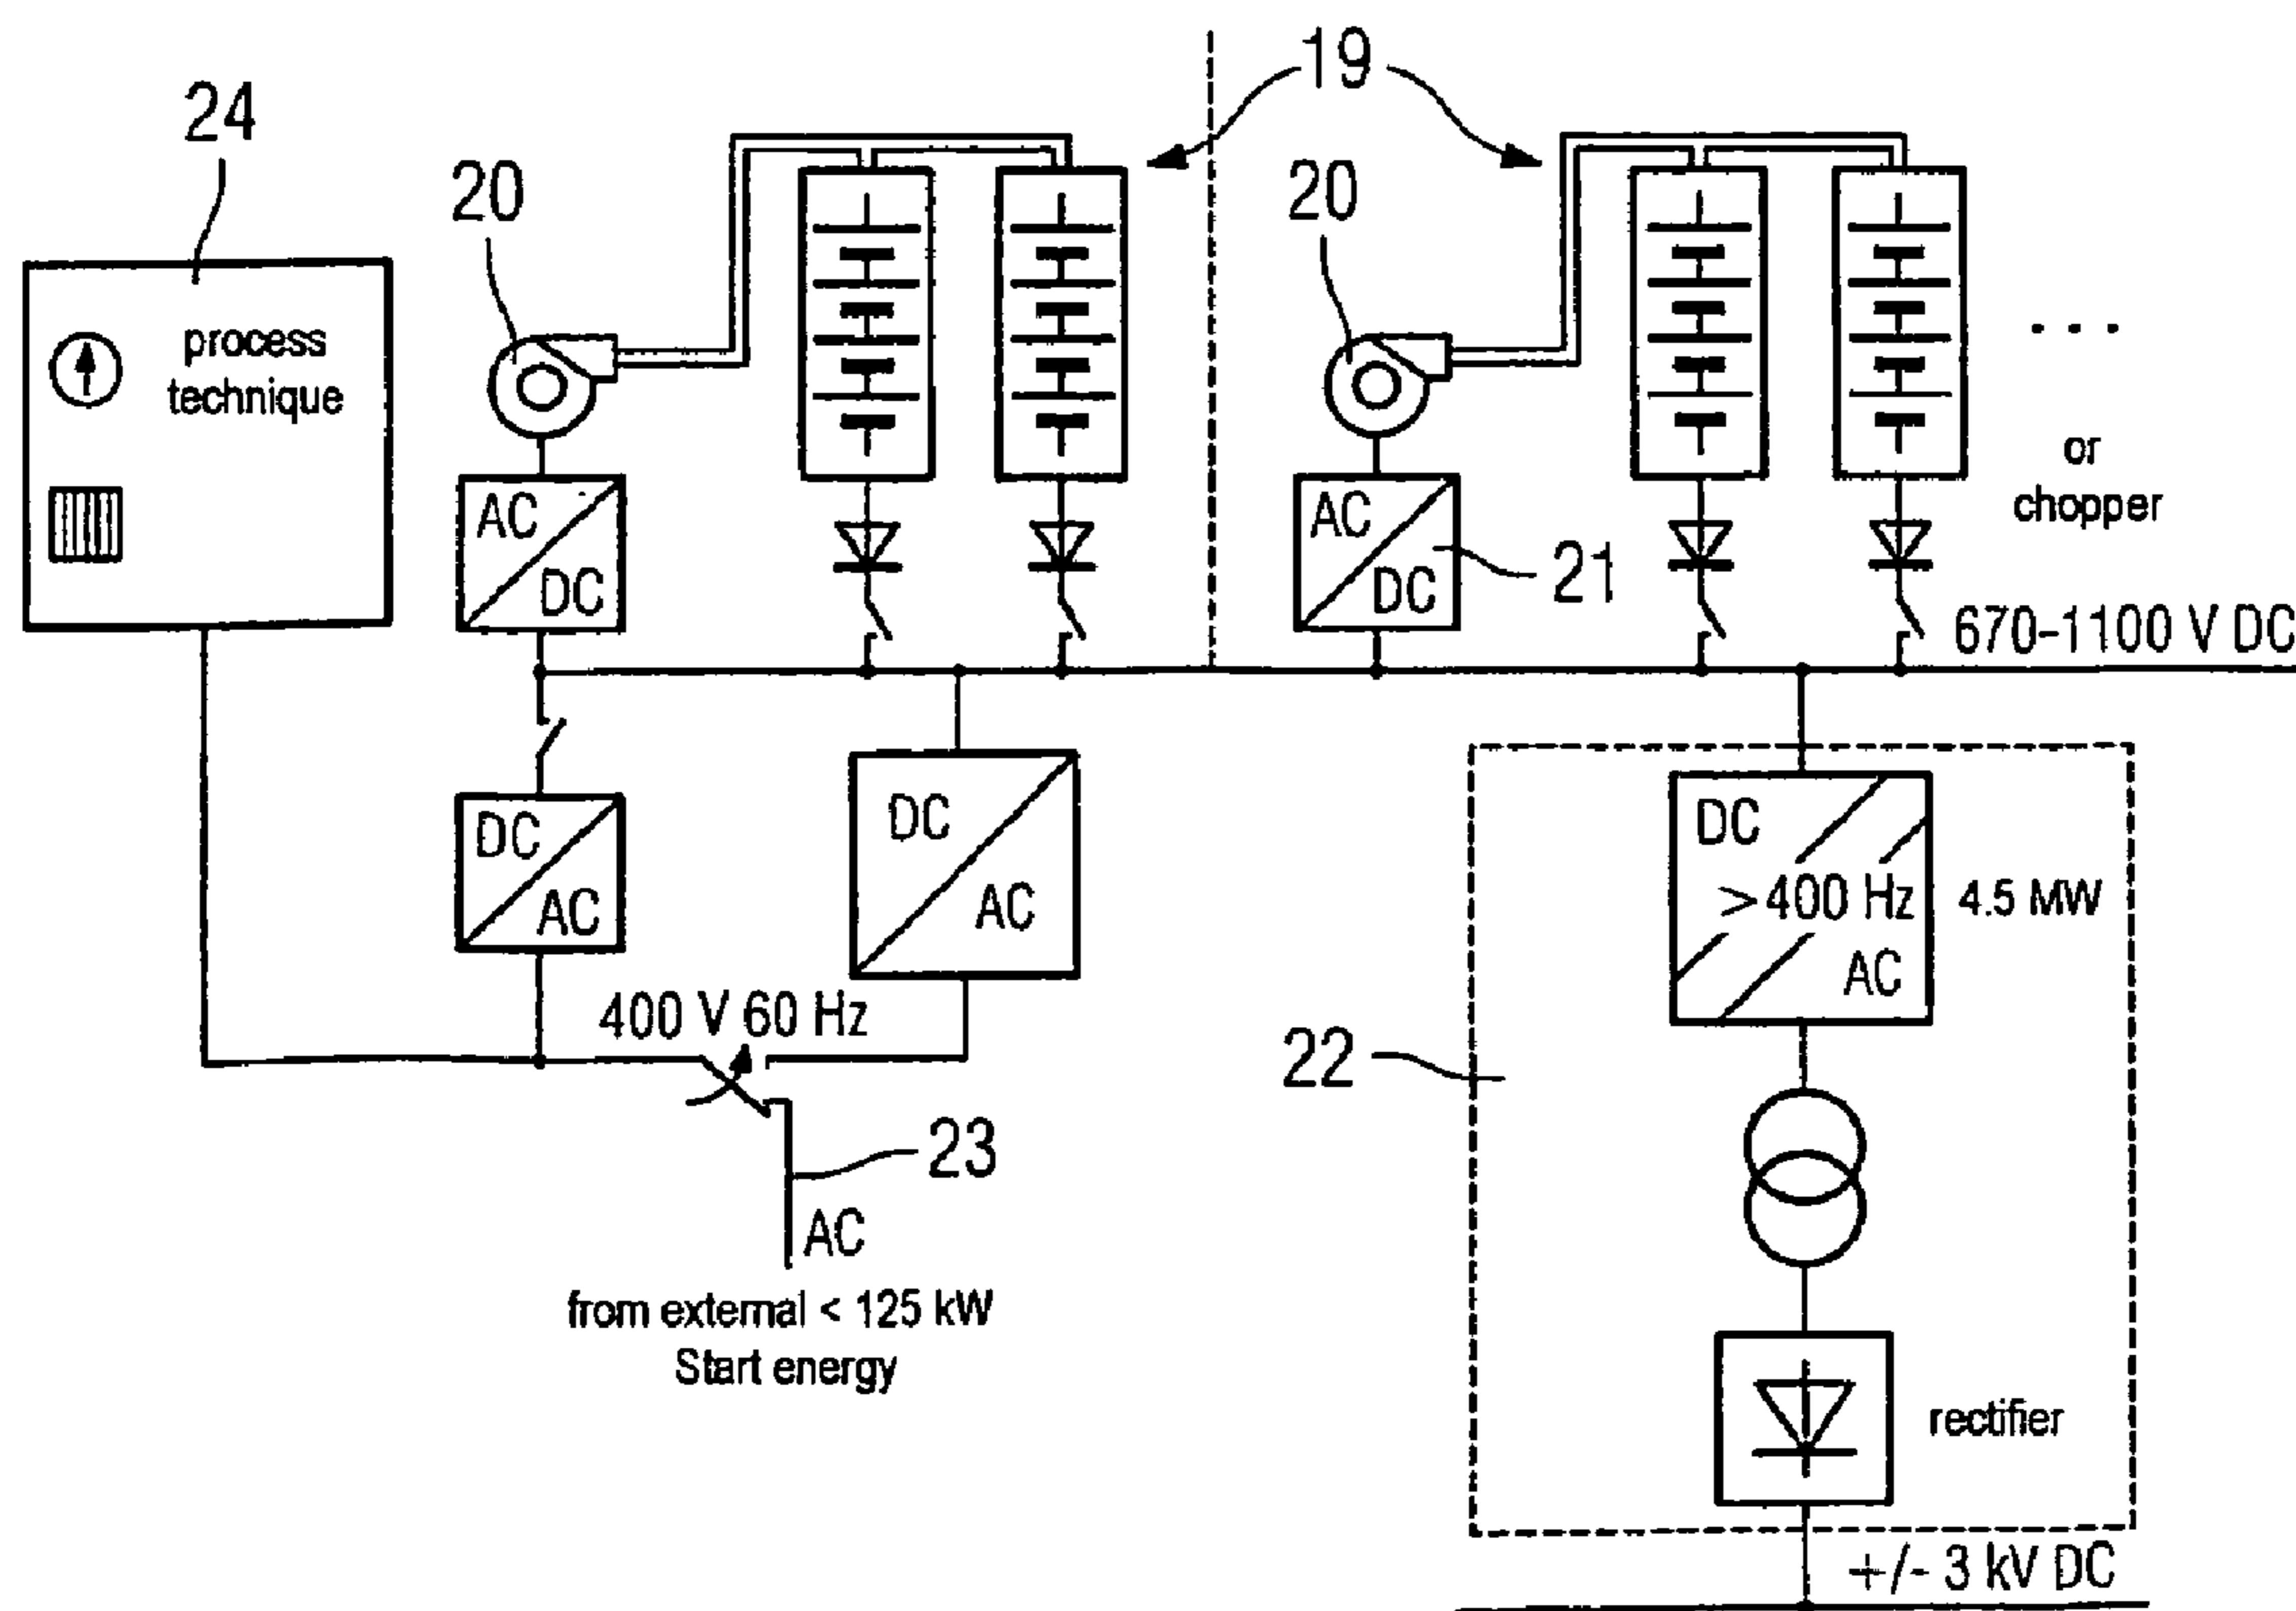 19
24
20
20
process
technique
or
chopper
AC
DC
AC
DC
21
670-1100 V DC
DC
AC
DC
AC
DC
> 400 Hz
AC
4.5 MW
400 V 60 Hz
22
23
AC
from external < 125 kW
Start energy
rectifier
+/- 3 kV DC